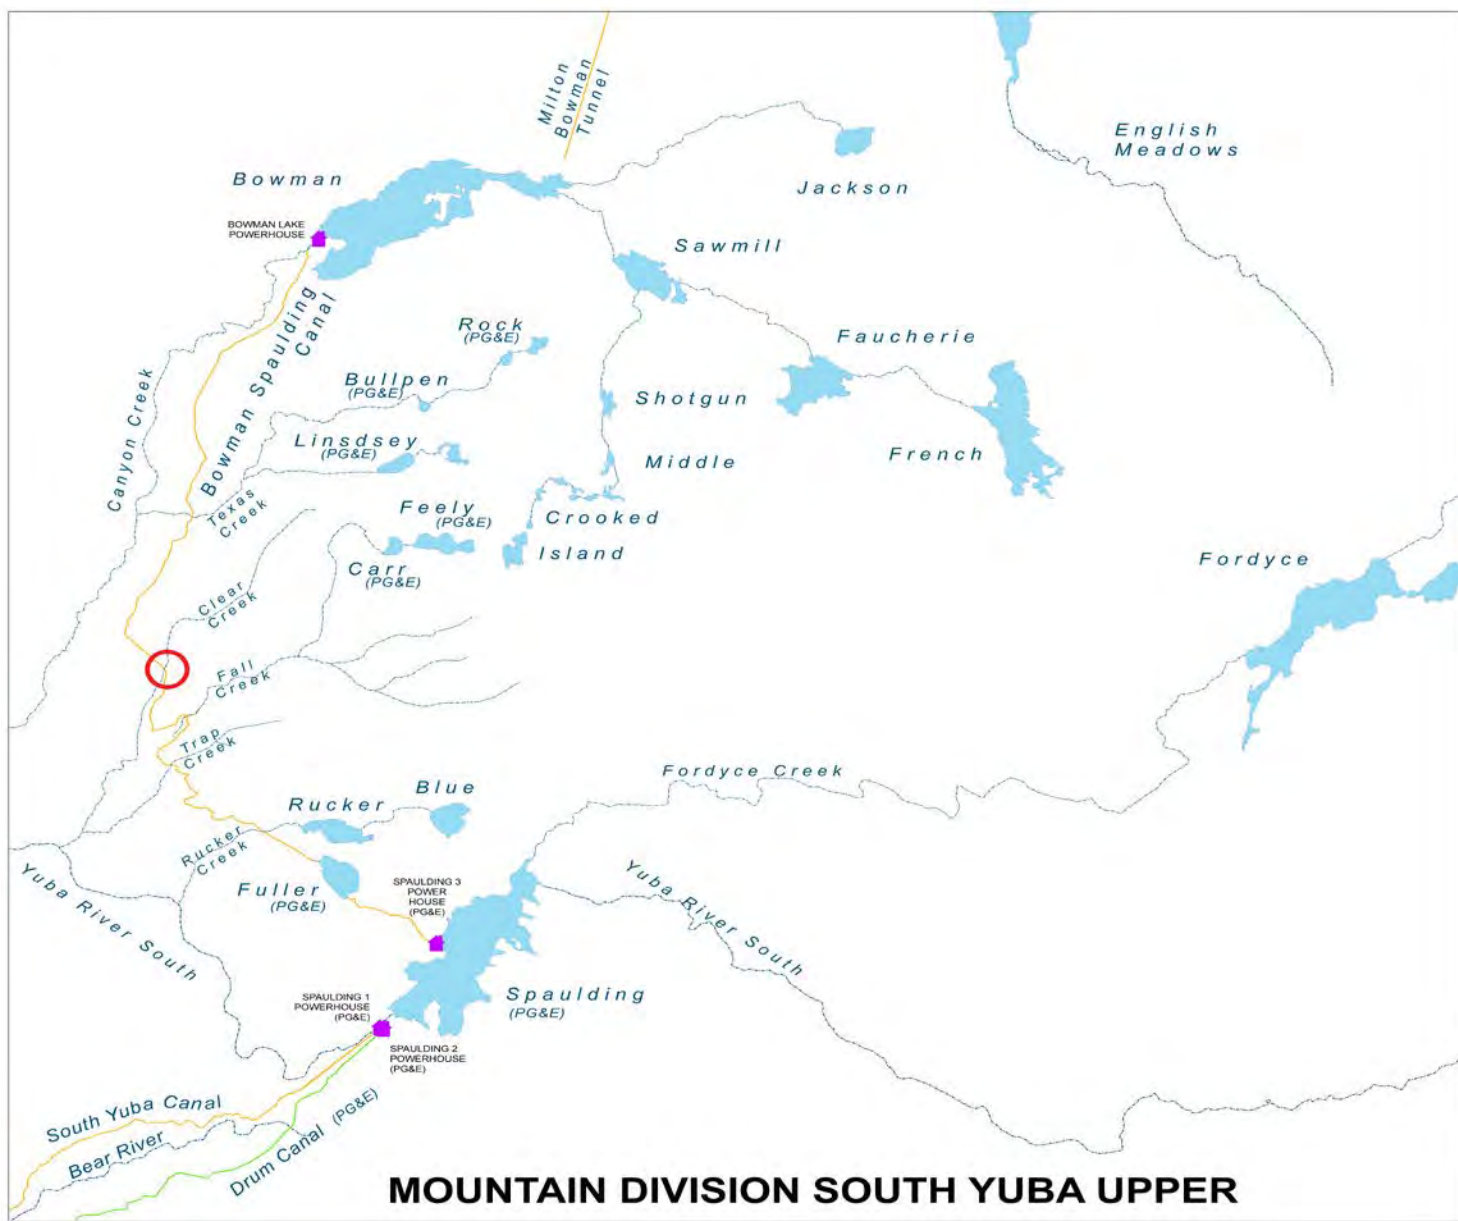 Milton
Bowman
Tunnel
English
Meadows
Bowman
Jackson
BOWMAN LAKE
POWERHOUSE
Sawmill
Bowman Spaulding
Canal
Rock
(PG&E)
Faucherie
Canyon Creek
Bullpen
(PG&E)
Shotgun
Linsdsey
(PG&E)
Middle
French
Texas
Creek
Feely
(PG&E)
Crooked
Island
Carr
(PG&E)
Fordyce
Clear
Creek
Fall
Creek
Trap
Creek
Fordyce Creek
Blue
Rucker
Rucker
Creek
Yuba River South
Fuller
(PG&E)
SPAULDING 3
POWER
HOUSE
(PG&E)
Yuba River South
Spaulding
(PG&E)
SPAULDING 1
POWERHOUSE
(PG&E)
SPAULDING 2
POWERHOUSE
(PG&E)
South Yuba Canal
Bear River
Drum Canal (PG&E)
MOUNTAIN DIVISION SOUTH YUBA UPPER